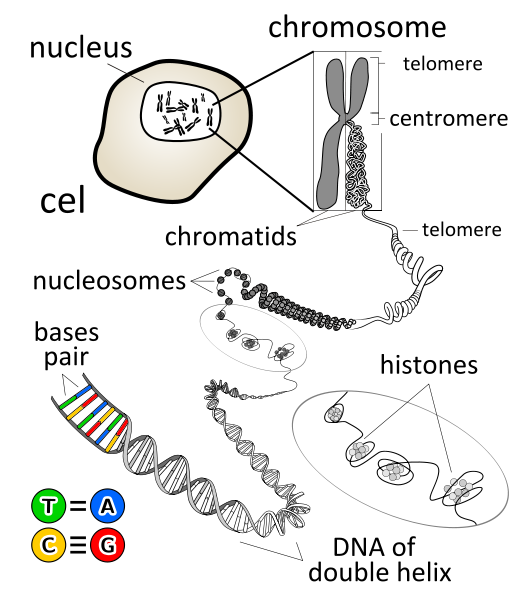 chromosome
nucleus
telomere
centromere
cel
chromatids
telomere
nucleosomes
bases
pair
histones
T = A
C ≡ G
DNA of
double helix